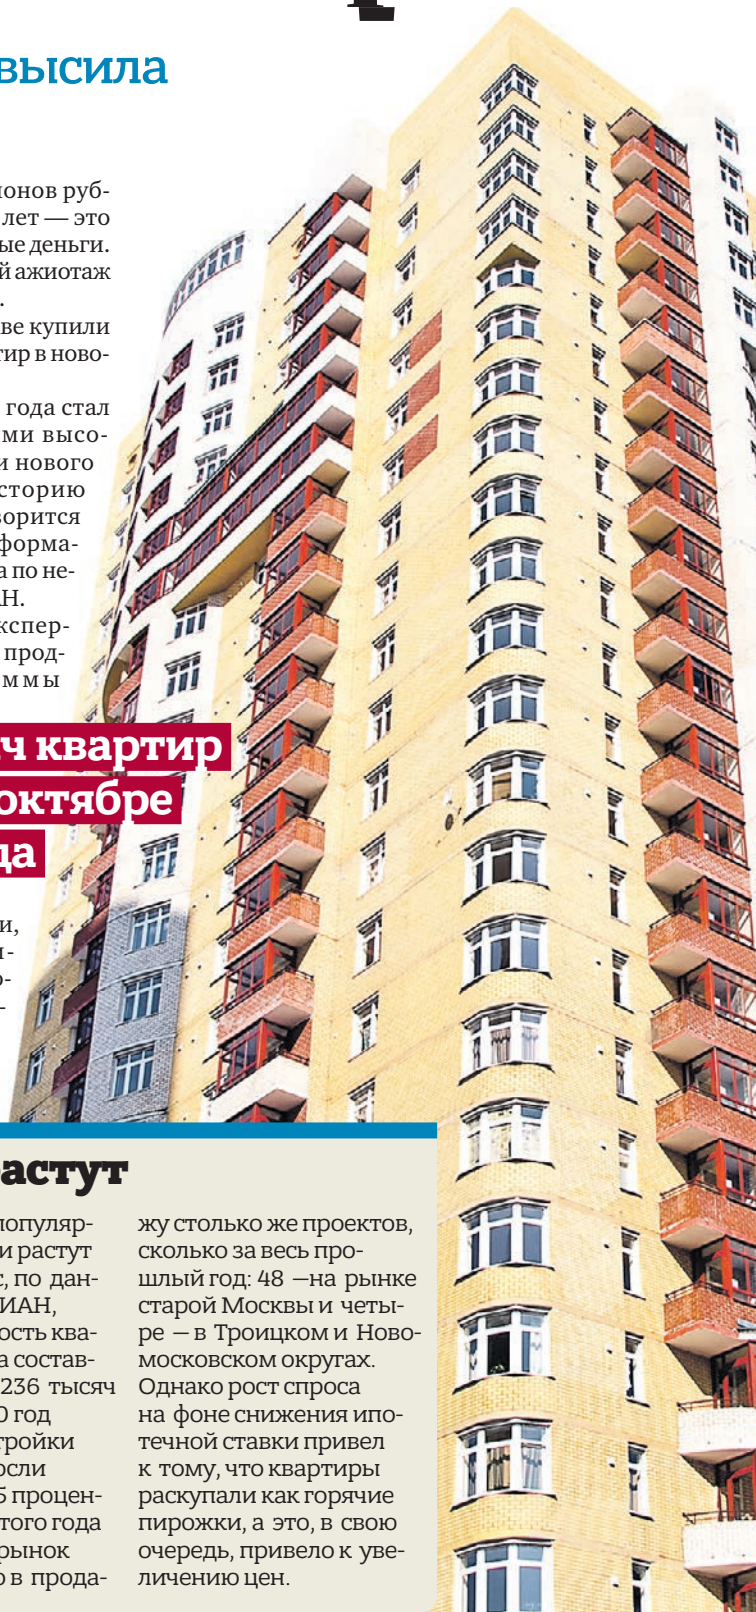 высила
онов руб-
лет — это
ые деньги.
й ажиотаж
.
ве купили
тир в ново-
года стал
ми высо-
и нового
сторию
ворится
форма-
а по не-
АН.
кспер-
прод-
аммы
ч квартир
октябре
да
и,
и-
о-
-
астут
популяр-
и растут
с, по дан-
ИАН,
ость ква-
а состав-
236 тысяч
0 год
тройки
осли
5 процен-
того года
рынок
о в прода-
жу столько же проектов,
сколько за весь про-
шлый год: 48 —на рынке
старой Москвы и четы-
ре — в Троицком и Ново-
московском округах.
Однако рост спроса
на фоне снижения ипо-
течной ставки привел
к тому, что квартиры
раскупали как горячие
пирожки, а это, в свою
очередь, привело к уве-
личению цен.